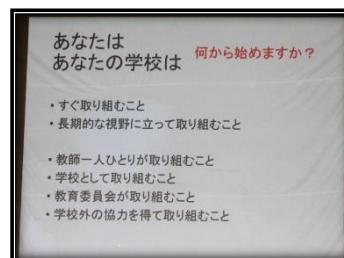 あなたは
あなたの学校は
何から始めますか？
・すぐ取り組むこと
・長期的な視野に立って取り組むこと
・教師一人ひとりが取り組むこと
・学校として取り組むこと
・教育委員会が取り組むこと
・学校外の協力を得て取り組むこと